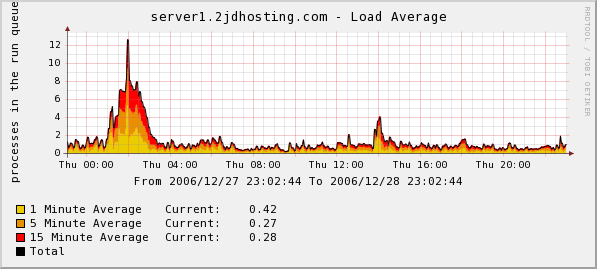 server1.2jdhosting.com - Load Average
RRDTOOL / TOBI OETIKER
processes in the run queue
12
10
8
6
4
2
0
Thu 00:00 Thu 04:00 Thu 08:00 Thu 12:00 Thu 16:00 Thu 20:00
From 2006/12/27 23:02:44 To 2006/12/28 23:02:44
1 Minute Average Current: 0.42
5 Minute Average Current: 0.27
15 Minute Average Current: 0.28
Total